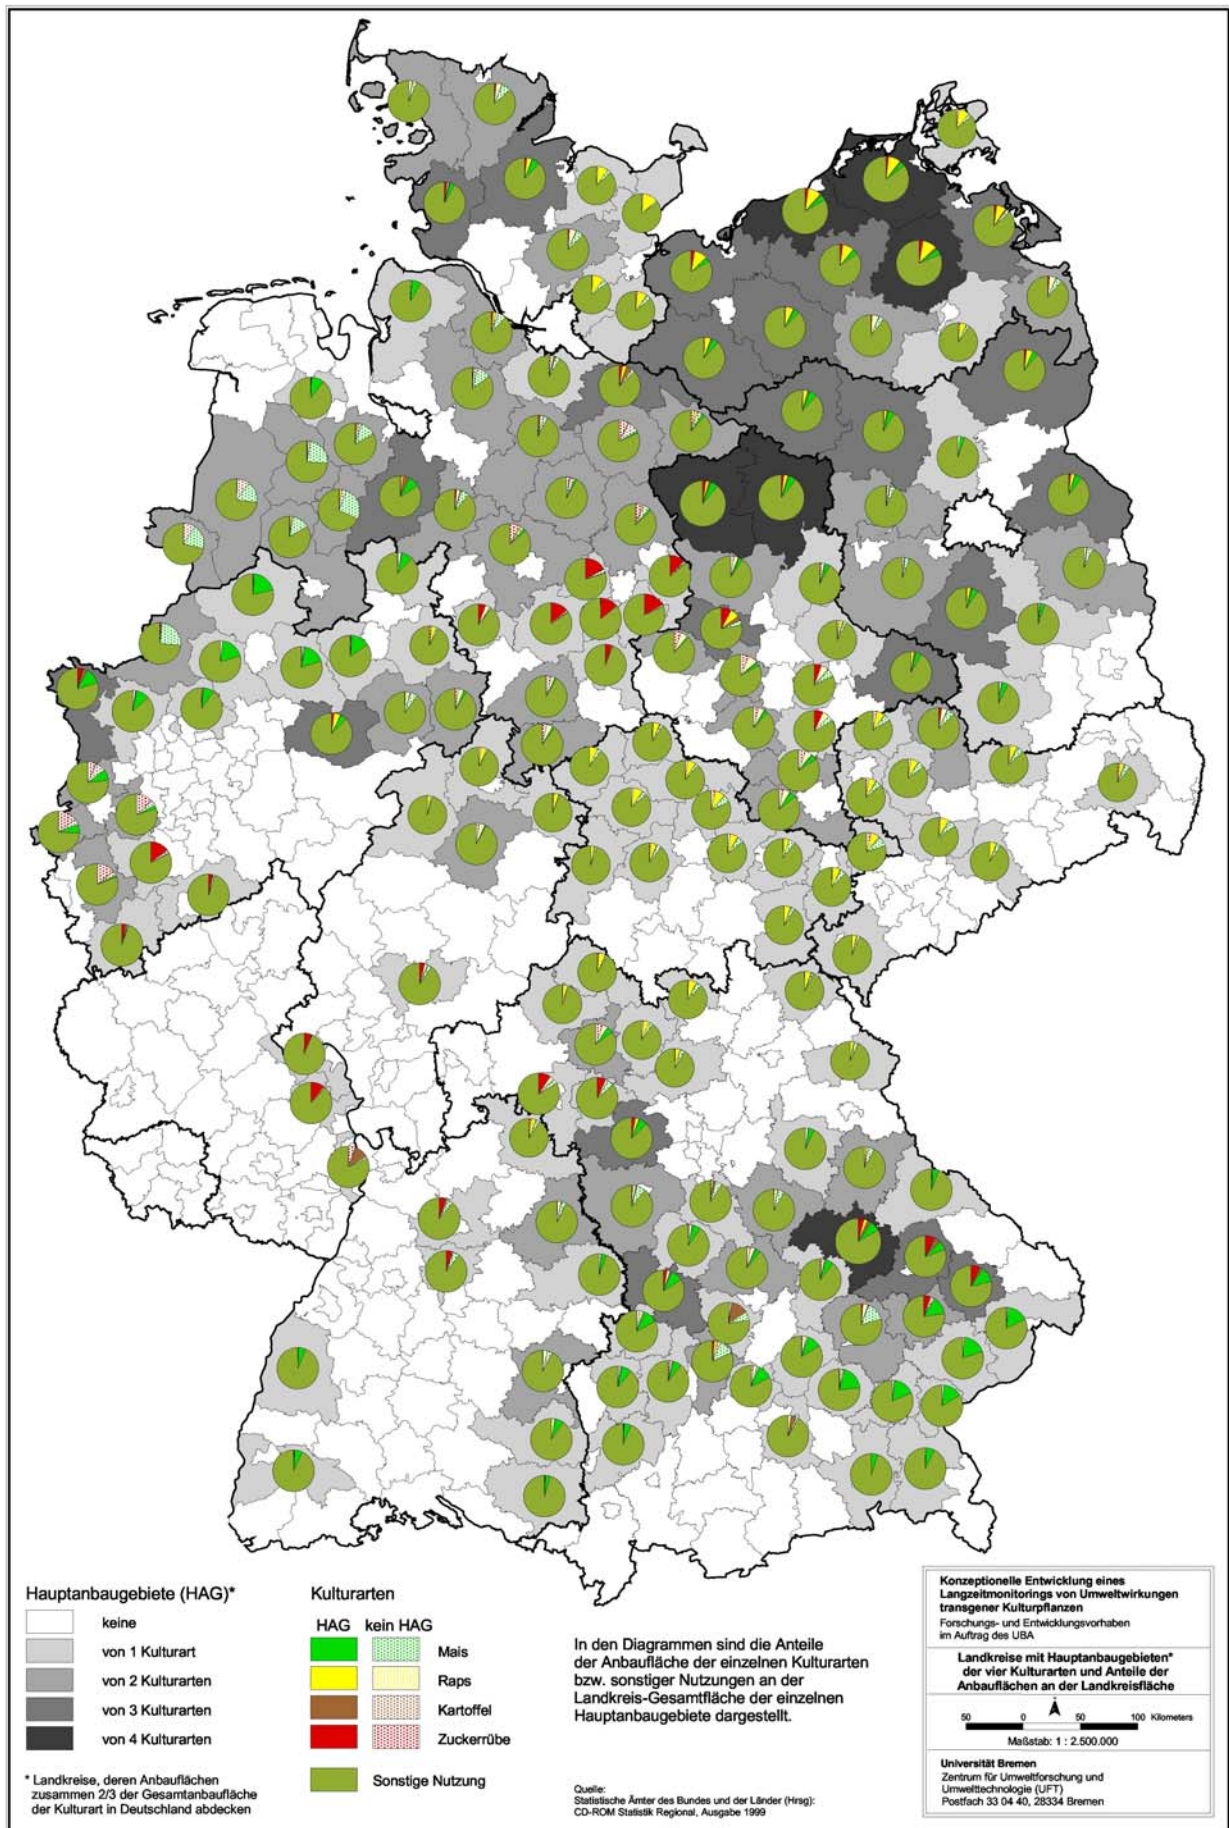 Hauptanbaugebiete (HAG)*
keine
von 1 Kulturart
von 2 Kulturarten
von 3 Kulturarten
von 4 Kulturarten
* Landkreise, deren Anbauflächen
zusammen 2/3 der Gesamtanbaufläche
der Kulturart in Deutschland abdecken
Kulturarten
HAG kein HAG
Mais
Raps
Kartoffel
Zuckerrübe
Sonstige Nutzung
In den Diagrammen sind die Anteile
der Anbaufläche der einzelnen Kulturarten
bzw. sonstiger Nutzungen an der
Landkreis-Gesamtfläche der einzelnen
Hauptanbaugebiete dargestellt.
Quelle:
Statistische Ämter des Bundes und der Länder (Hrsg):
CD-ROM Statistik Regional, Ausgabe 1999
Konzeptionelle Entwicklung eines
Langzeitmonitorings von Umweltwirkungen
transgener Kulturpflanzen
Forschungs- und Entwicklungsvorhaben
im Auftrag des UBA
Landkreise mit Hauptanbaugebieten*
der vier Kulturarten und Anteile der
Anbauflächen an der Landkreisfläche
50 0 50 100 Kilometers
Maßstab: 1 : 2.500.000
Universität Bremen
Zentrum für Umweltforschung und
Umwelttechnologie (UFT)
Postfach 33 04 40, 28334 Bremen